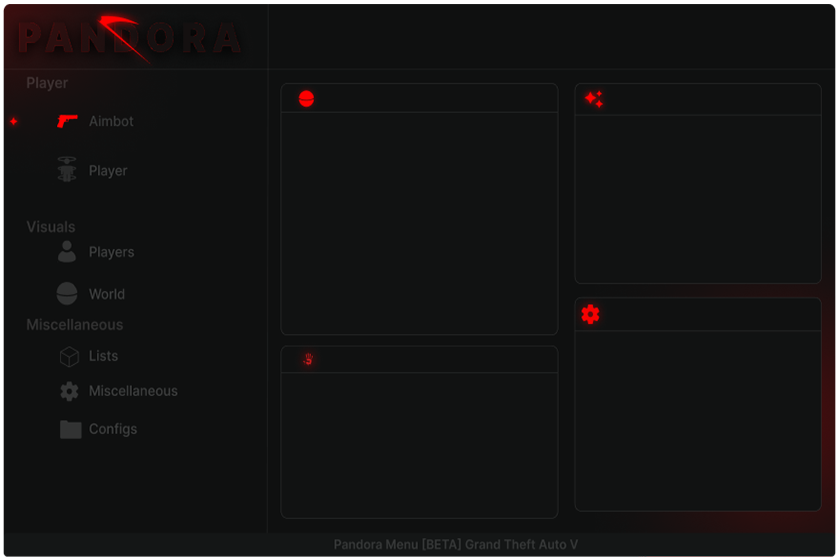 PANDORA
Player
Aimbot
Player
Visuals
Players
World
Miscellaneous
Lists
Miscellaneous
Configs
Pandora Menu [BETA] Grand Theft Auto V